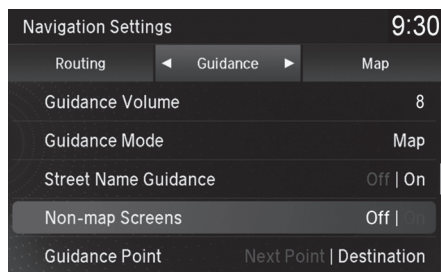 Navigation Settings 9:30
Routing ◄ Guidance ► Map
Guidance Volume 8
Guidance Mode Map
Street Name Guidance Off | On
Non-map Screens Off | On
Guidance Point Next Point | Destination